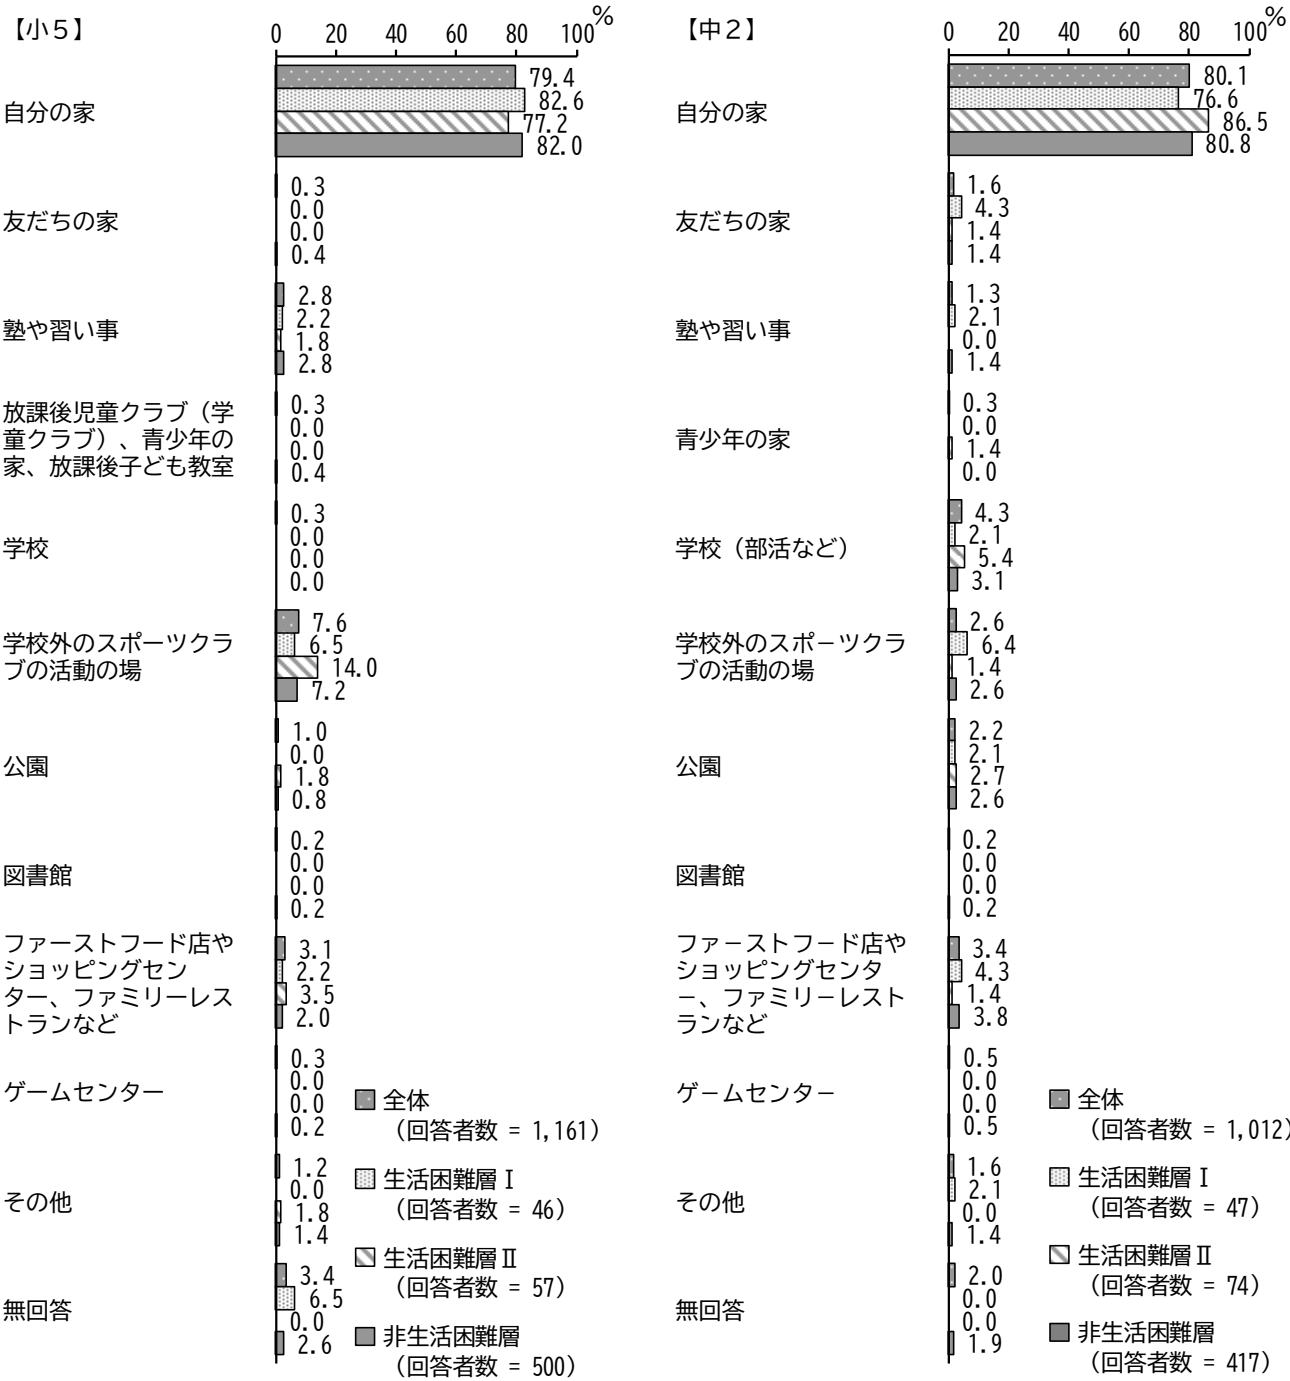 【小５】
0 20 40 60 80 100 %
自分の家
79.4
82.6
77.2
82.0
友だちの家
0.3
0.0
0.0
0.4
塾や習い事
2.8
2.2
1.8
2.8
放課後児童クラブ（学
童クラブ）、青少年の
家、放課後子ども教室
0.3
0.0
0.0
0.4
学校
0.3
0.0
0.0
0.0
学校外のスポーツクラ
ブの活動の場
7.6
6.5
14.0
7.2
公園
1.0
0.0
1.8
0.8
図書館
0.2
0.0
0.0
0.2
ファーストフード店や
ショッピングセン
ター、ファミリーレス
トランなど
3.1
2.2
3.5
2.0
ゲームセンター
0.3
0.0
0.0
0.2
その他
1.2
0.0
1.8
1.4
無回答
3.4
6.5
0.0
2.6
全体
（回答者数 = 1,161）
生活困難層Ⅰ
（回答者数 = 46）
生活困難層Ⅱ
（回答者数 = 57）
非生活困難層
（回答者数 = 500）
【中２】
0 20 40 60 80 100 %
自分の家
80.1
76.6
86.5
80.8
友だちの家
1.6
4.3
1.4
1.4
塾や習い事
1.3
2.1
0.0
1.4
青少年の家
0.3
0.0
1.4
0.0
学校（部活など）
4.3
2.1
5.4
3.1
学校外のスポーツクラ
ブの活動の場
2.6
6.4
1.4
2.6
公園
2.2
2.1
2.7
2.6
図書館
0.2
0.0
0.0
0.2
ファーストフード店や
ショッピングセンタ
ー、ファミリーレスト
ランなど
3.4
4.3
1.4
3.8
ゲームセンター
0.5
0.0
0.0
0.5
その他
1.6
2.1
0.0
1.4
無回答
2.0
0.0
0.0
1.9
全体
（回答者数 = 1,012）
生活困難層Ⅰ
（回答者数 = 47）
生活困難層Ⅱ
（回答者数 = 74）
非生活困難層
（回答者数 = 417）